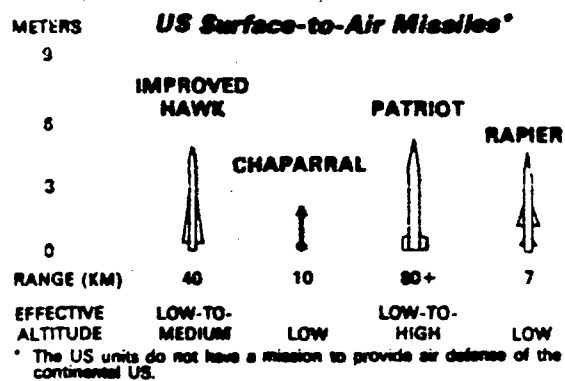 METERS US Surface-to-Air Missiles*
9
IMPROVED
HAWK PATRIOT
6
RAPIER
CHAPARRAL
3
0
RANGE (KM) 40 10 80+ 7
EFFECTIVE LOW-TO- LOW-TO-
ALTITUDE MEDIUM LOW HIGH LOW
* The US units do not have a mission to provide air defense of the
continental US.